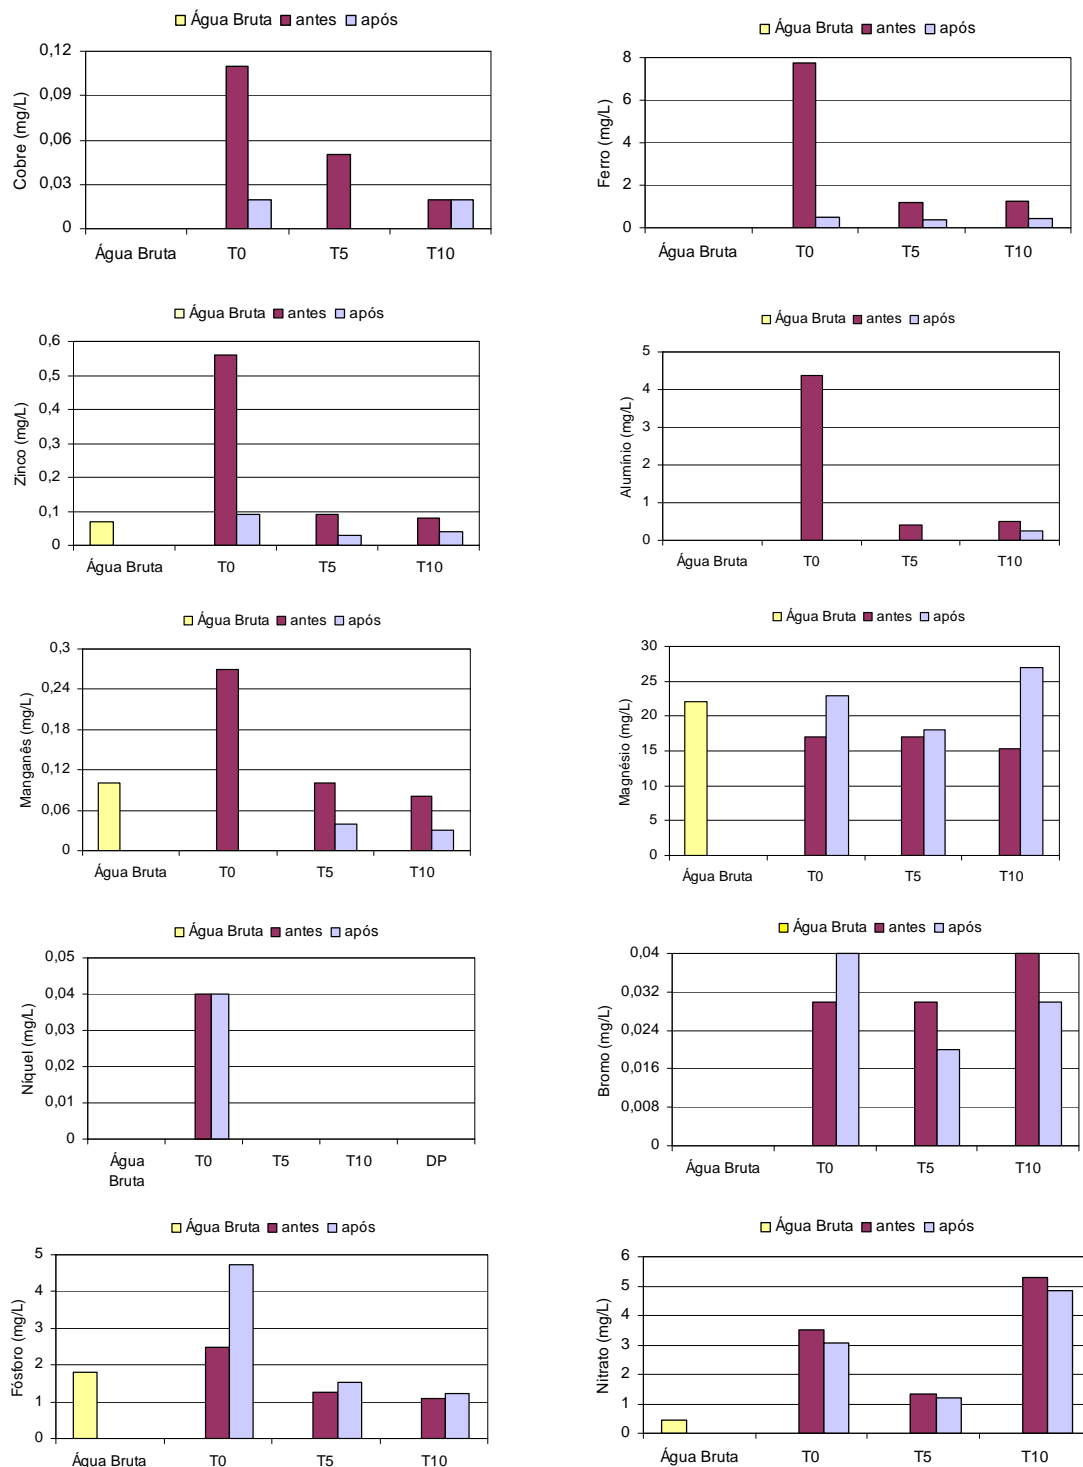 Água Bruta antes após
Cobre (mg/L)
0,12
0,09
0,06
0,03
0
Água Bruta T0 T5 T10
Água Bruta antes após
Ferro (mg/L)
8
6
4
2
0
Água Bruta T0 T5 T10
Água Bruta antes após
Zinco (mg/L)
0,6
0,5
0,4
0,3
0,2
0,1
0
Água Bruta T0 T5 T10
Água Bruta antes após
Alumínio (mg/L)
5
4
3
2
1
0
Água Bruta T0 T5 T10
Água Bruta antes após
Manganês (mg/L)
0,3
0,24
0,18
0,12
0,06
0
Água Bruta T0 T5 T10
Água Bruta antes após
Magnésio (mg/L)
30
25
20
15
10
5
0
Água Bruta T0 T5 T10
Água Bruta antes após
Níquel (mg/L)
0,05
0,04
0,03
0,02
0,01
0
Água T0 T5 T10 DP
Bruta
Água Bruta antes após
Bromo (mg/L)
0,04
0,032
0,024
0,016
0,008
0
Água Bruta T0 T5 T10
Água Bruta antes após
Fósforo (mg/L)
5
4
3
2
1
0
Água Bruta T0 T5 T10
Água Bruta antes após
Nitrato (mg/L)
6
5
4
3
2
1
0
Água Bruta T0 T5 T10